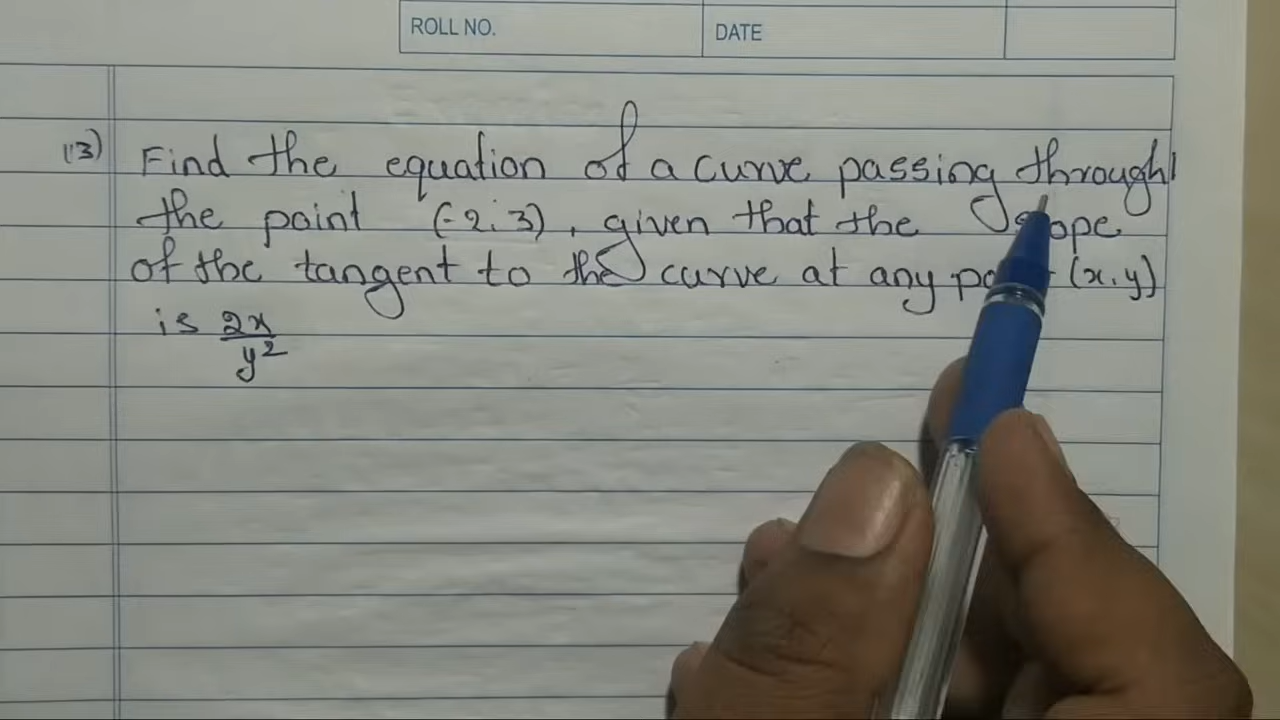 ROLL NO. DATE
13) Find the equation of a curve passing through
the point (-2, 3), given that the slope
of the tangent to the curve at any (x, y)
is 2x/y²